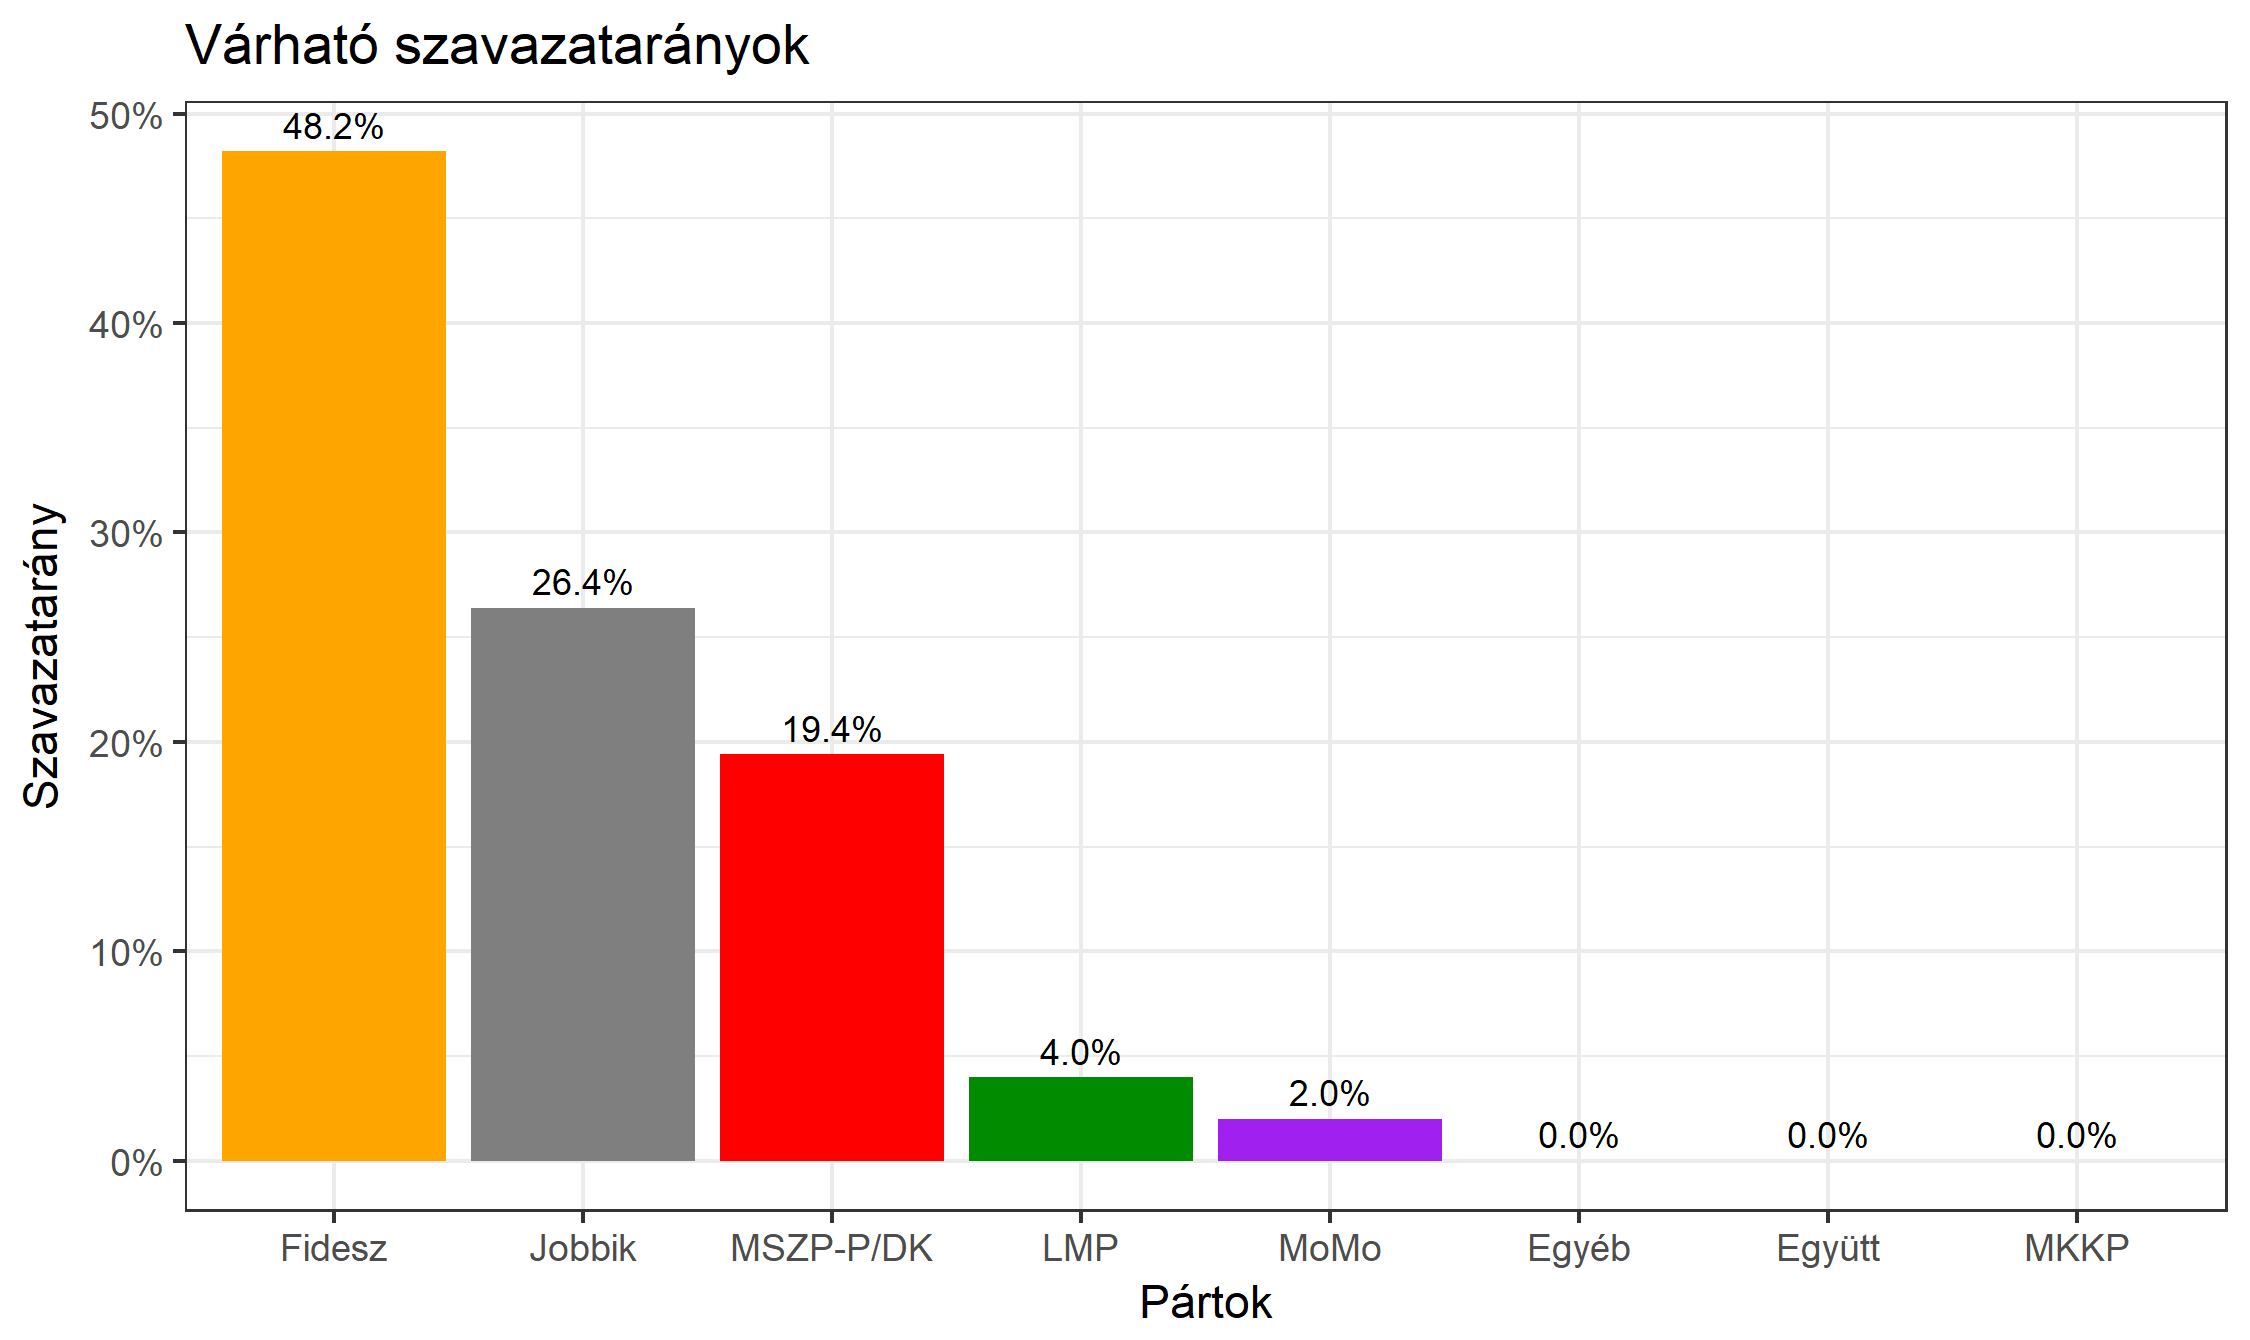 Várható szavazatarányok
Szavazatarány
50%
40%
30%
20%
10%
0%
48.2%
26.4%
19.4%
4.0%
2.0%
0.0%
0.0%
0.0%
Fidesz
Jobbik
MSZP-P/DK
LMP
MoMo
Egyéb
Együtt
MKKP
Pártok